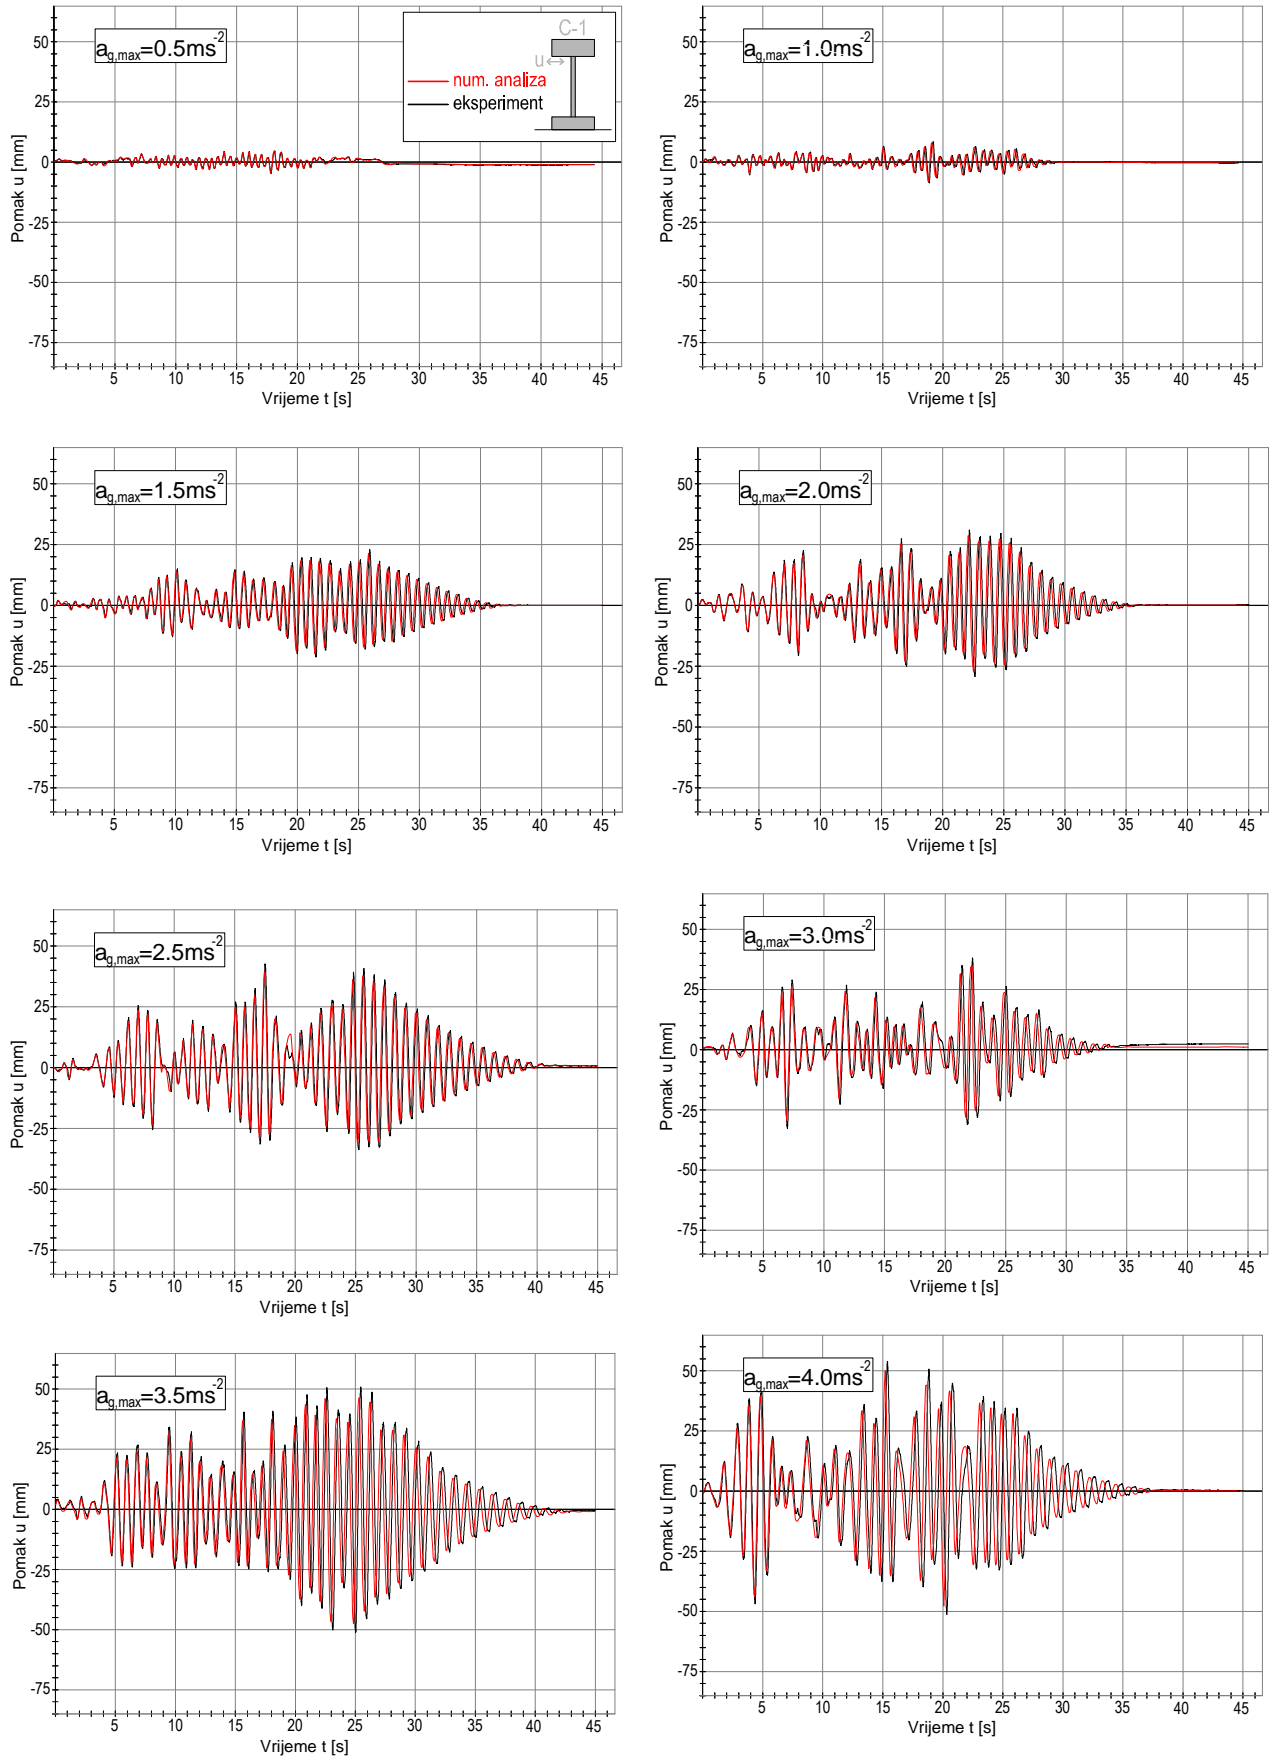 a_g,max=0.5ms^-2
C-1
u
num. analiza
eksperiment
Pomak u [mm]
50
25
0
-25
-50
-75
5 10 15 20 25 30 35 40 45
Vrijeme t [s]
a_g,max=1.0ms^-2
Pomak u [mm]
50
25
0
-25
-50
-75
5 10 15 20 25 30 35 40 45
Vrijeme t [s]
a_g,max=1.5ms^-2
Pomak u [mm]
50
25
0
-25
-50
-75
5 10 15 20 25 30 35 40 45
Vrijeme t [s]
a_g,max=2.0ms^-2
Pomak u [mm]
50
25
0
-25
-50
-75
5 10 15 20 25 30 35 40 45
Vrijeme t [s]
a_g,max=2.5ms^-2
Pomak u [mm]
50
25
0
-25
-50
-75
5 10 15 20 25 30 35 40 45
Vrijeme t [s]
a_g,max=3.0ms^-2
Pomak u [mm]
50
25
0
-25
-50
-75
5 10 15 20 25 30 35 40 45
Vrijeme t [s]
a_g,max=3.5ms^-2
Pomak u [mm]
50
25
0
-25
-50
-75
5 10 15 20 25 30 35 40 45
Vrijeme t [s]
a_g,max=4.0ms^-2
Pomak u [mm]
50
25
0
-25
-50
-75
5 10 15 20 25 30 35 40 45
Vrijeme t [s]